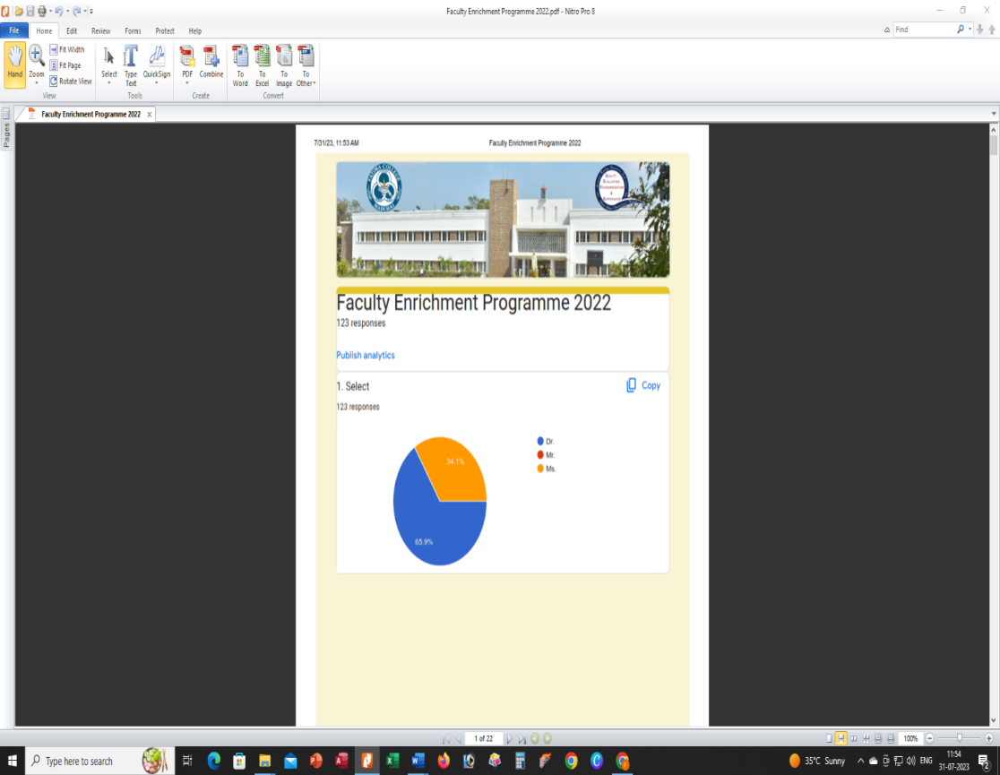 Faculty Enrichment Programme 2022.pdf - Nitro Pro 8
File Home Edit Review Forms Protect Help
Find
Hand
Zoom
Fit Width
Fit Page
Rotate View
View
Select
Type Text
QuickSign
Tools
PDF
Combine
Create
To Word
To Excel
To Image
To Other
Convert
Faculty Enrichment Programme 2022 X
Pages
7/31/23, 11:53 AM Faculty Enrichment Programme 2022
FATIMA COLLEGE
MADURAI
Faculty Enrichment Programme 2022
123 responses
Publish analytics
1. Select
Copy
123 responses
Dr.
Mr.
Ms.
34.1%
65.9%
1 of 22
100%
Type here to search
35°C Sunny
ENG
11:54
31-07-2023